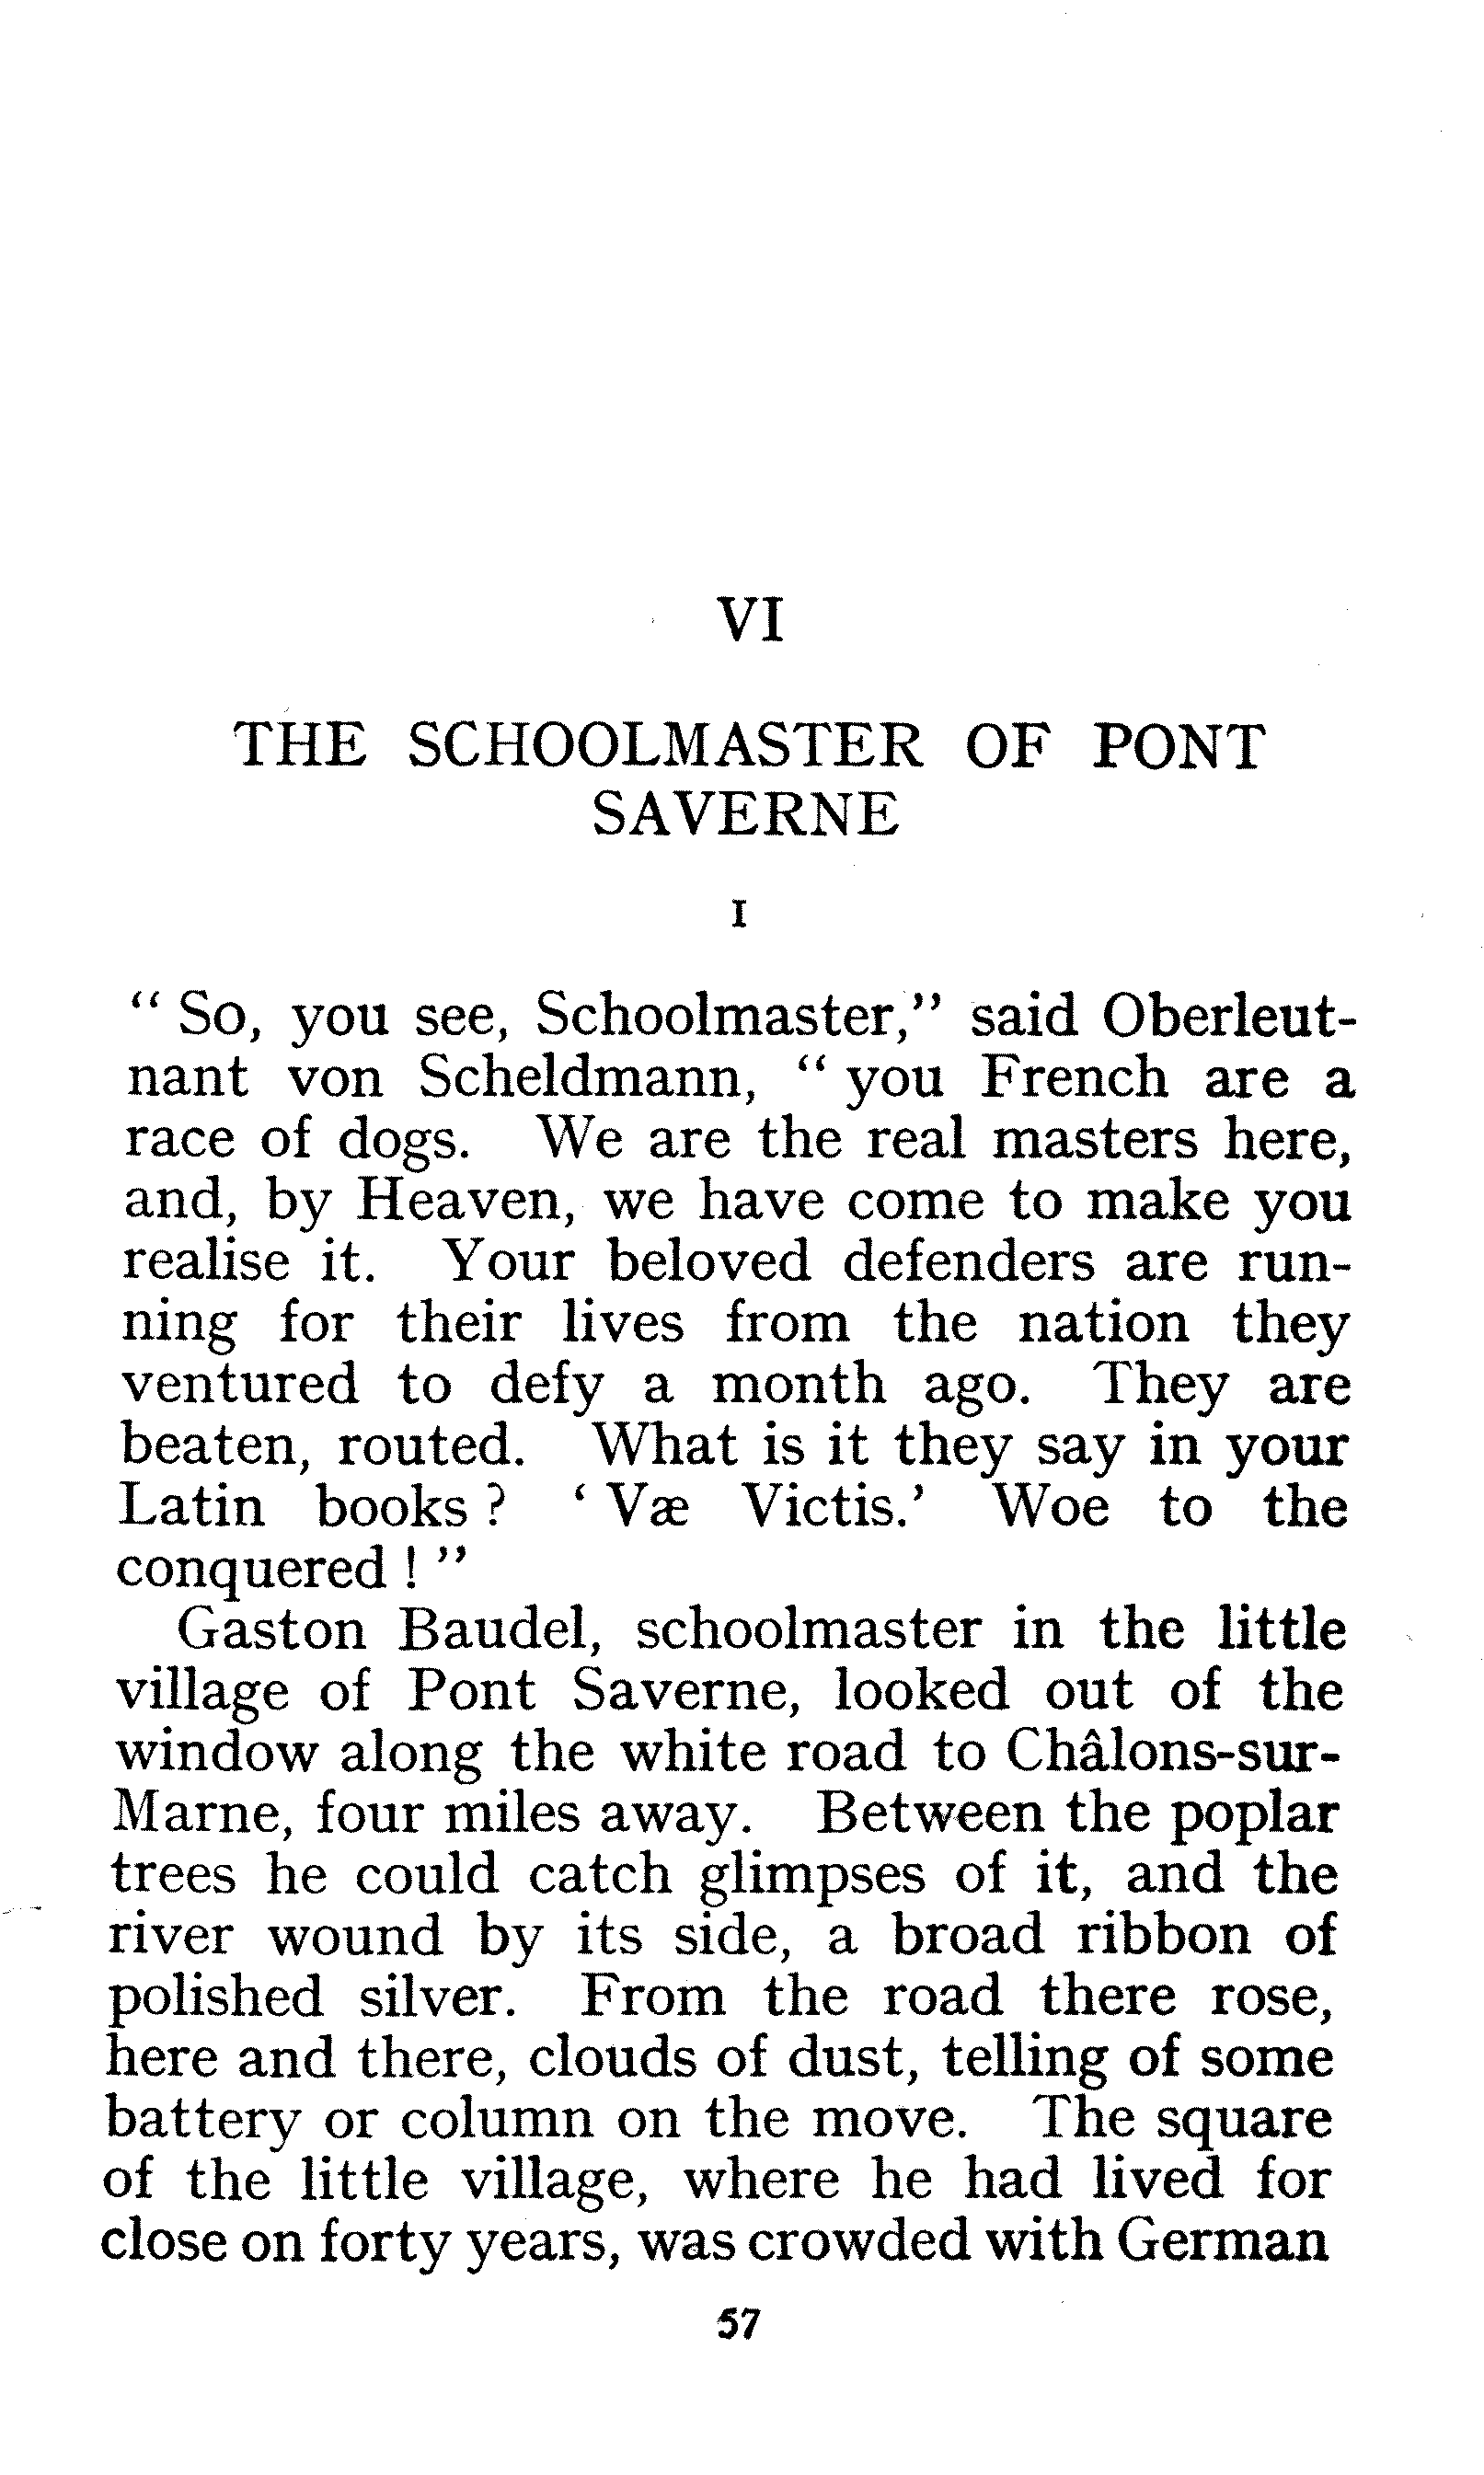 VI
THE SCHOOLMASTER OF PONT
SAVERNE
I
“ So, you see, Schoolmaster,” said Oberleut-
nant von Scheldmann, “ you French are a
race of dogs. We are the real masters here,
and, by Heaven, we have come to make you
realise it. Your beloved defenders are run-
ning for their lives from the nation they
ventured to defy a month ago. They are
beaten, routed. What is it they say in your
Latin books ? ‘ Væ Victis.’ Woe to the
conquered ! ”
Gaston Baudel, schoolmaster in the little
village of Pont Saverne, looked out of the
window along the white road to Châlons-sur-
Marne, four miles away. Between the poplar
trees he could catch glimpses of it, and the
river wound by its side, a broad ribbon of
polished silver. From the road there rose,
here and there, clouds of dust, telling of some
battery or column on the move. The square
of the little village, where he had lived for
close on forty years, was crowded with German
57